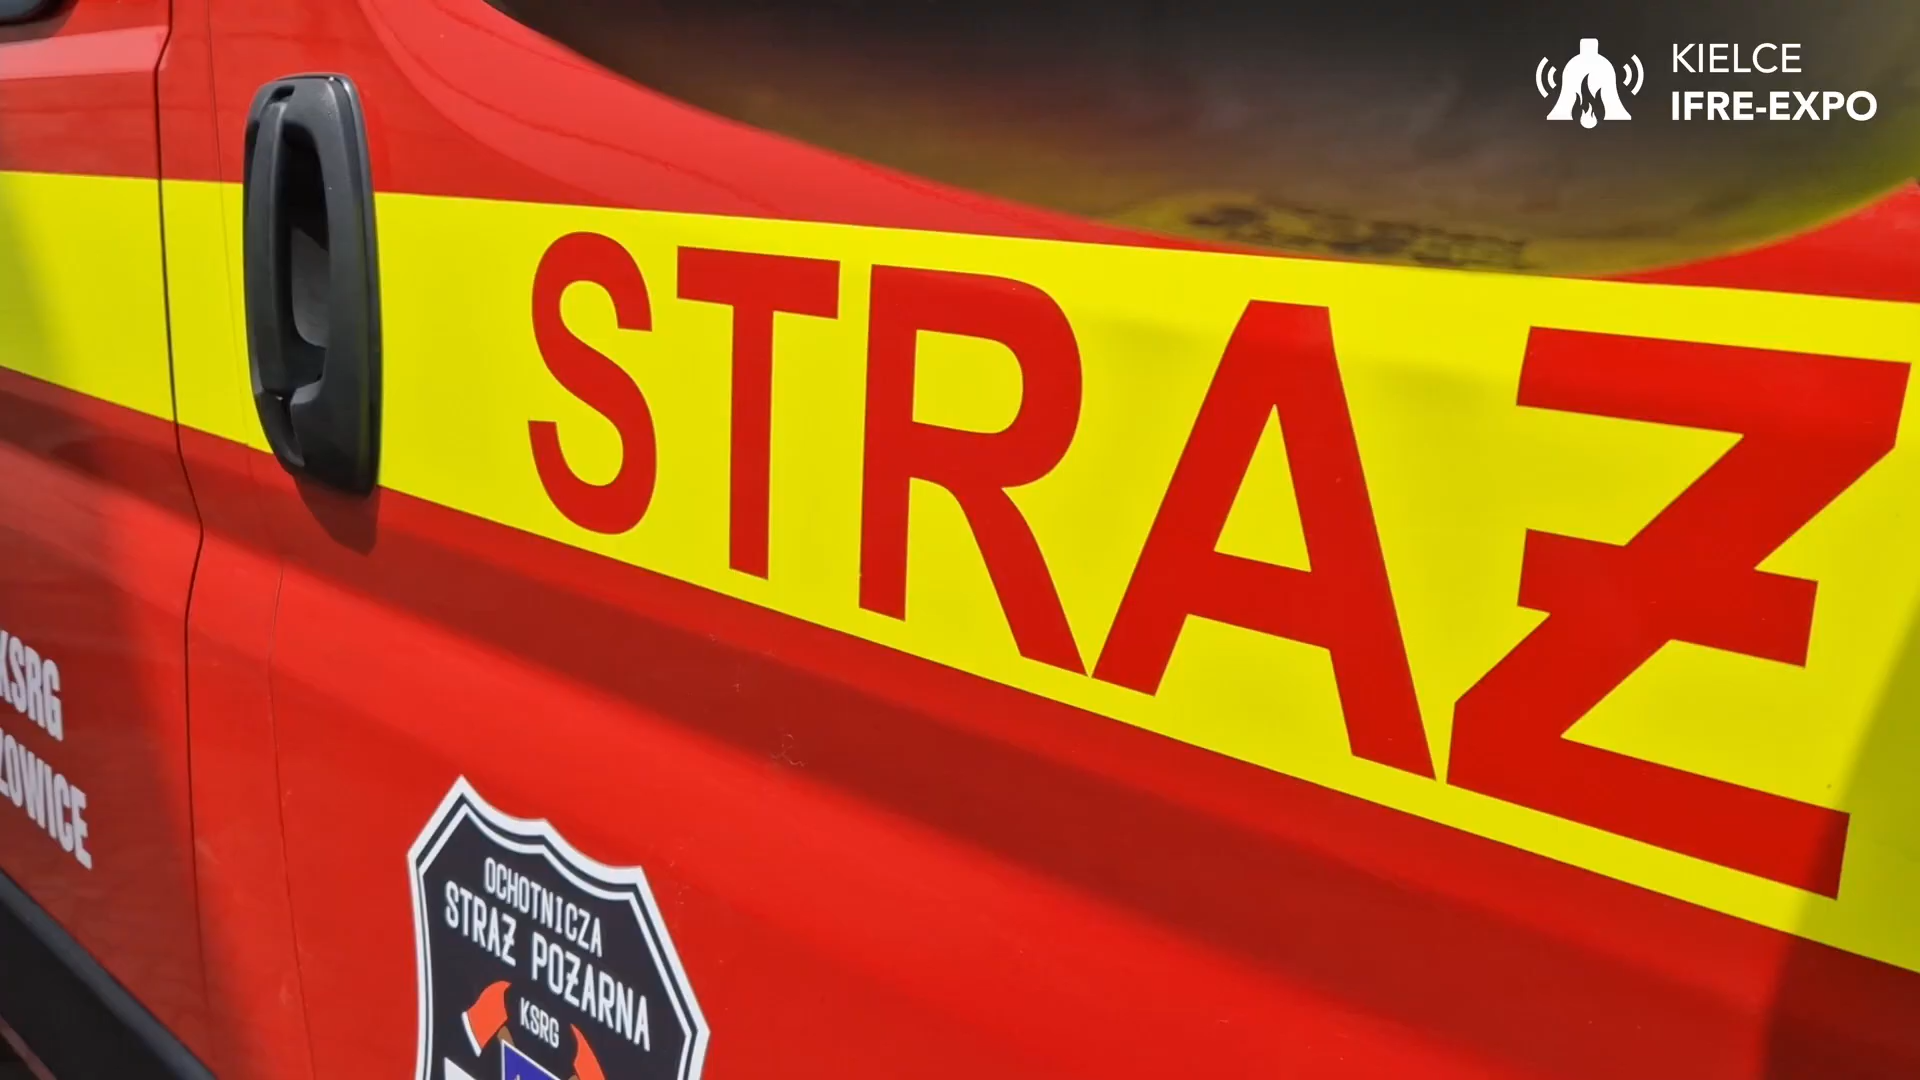 KIELCE
IFRE-EXPO
STRAŻ
KSRG
OCHOTNICZA
STRAŻ POŻARNA
KSRG